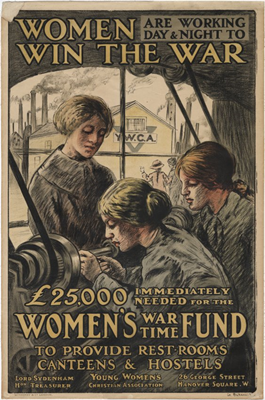 WOMEN ARE WORKING
DAY & NIGHT TO
WIN THE WAR
Y.W.C.A.
£25,000 IMMEDIATELY
NEEDED FOR THE
WOMEN'S WAR
TIME FUND
TO PROVIDE REST-ROOMS
CANTEENS & HOSTELS
LORD SYDENHAM
HON TREASURER
YOUNG WOMENS
CHRISTIAN ASSOCIATION
26 GEORGE STREET
HANOVER SQUARE. W